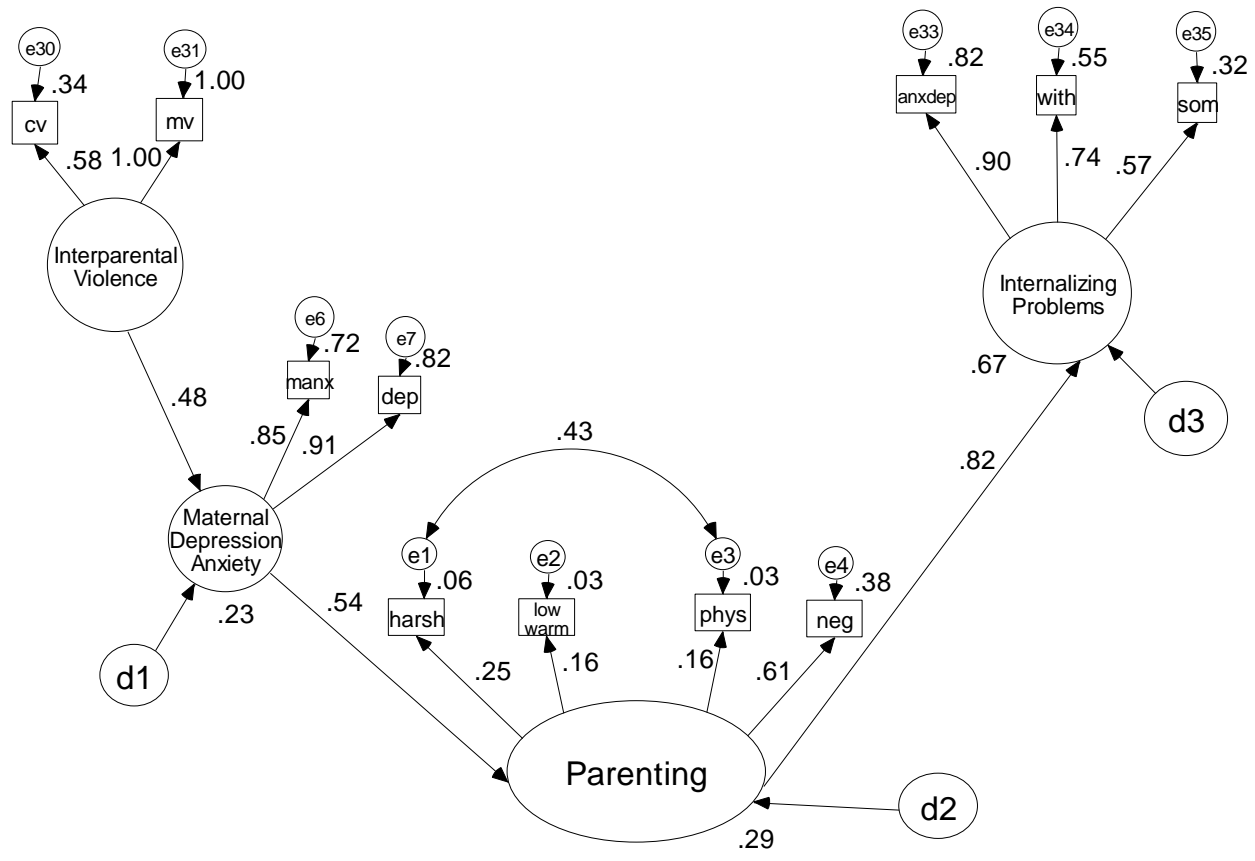 e30
e31
e33
e34
e35
.34
1.00
.82
.55
.32
cv
mv
anxdep
with
som
.58
1.00
.90
.74
.57
Interparental
Violence
Internalizing
Problems
e6
e7
.72
.82
manx
dep
.67
.48
.85
.91
.43
d3
.82
Maternal
Depression
Anxiety
e1
e2
e3
e4
.06
.03
.03
.38
harsh
low
warm
phys
neg
.23
.54
.25
.16
.16
.61
d1
Parenting
d2
.29